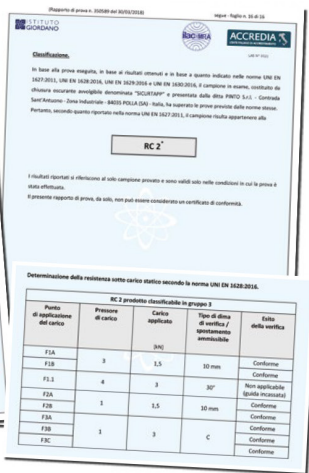 (Rapporto di prova n. 350589 del 30/03/2018)
segue - foglio n. 16 di 16
ISTITUTO
GIORDANO
ilac-MRA
ACCREDIA
LAB N° 0021
Classificazione.
In base alla prova eseguita, in base ai risultati ottenuti e in base a quanto indicato nelle norme UNI EN
1627:2011, UNI EN 1628:2016, UNI EN 1629:2016 e UNI EN 1630:2016, il campione in esame, costituito da
chiusura oscurante avvolgibile denominata "SICURTAPP" e presentata dalla ditta PINTO S.r.l. - Contrada
Sant'Antuono - Zona Industriale - 84035 POLLA (SA) - Italia, ha superato le prove previste dalle norme stesse.
Pertanto, secondo quanto riportato nella norma UNI EN 1627:2011, il campione risulta appartenere alla
RC 2*
I risultati riportati si riferiscono al solo campione provato e sono validi solo nelle condizioni in cui la prova è
stata effettuata.
Il presente rapporto di prova, da solo, non può essere considerato un certificato di conformità.
Determinazione della resistenza sotto carico statico secondo la norma UNI EN 1628:2016.
RC 2 prodotto classificabile in gruppo 3
Punto di applicazione del carico
Pressore di carico
Carico applicato
[kN]
Tipo di dima di verifica / spostamento ammissibile
Esito della verifica
F1A
F1B 3 1,5 10 mm Conforme
Conforme
F1.1 4 3 30° Non applicabile
(guida incassata)
F2A
F2B 1 1,5 10 mm Conforme
Conforme
F3A
F3B 1 3 C Conforme
Conforme
F3C Conforme